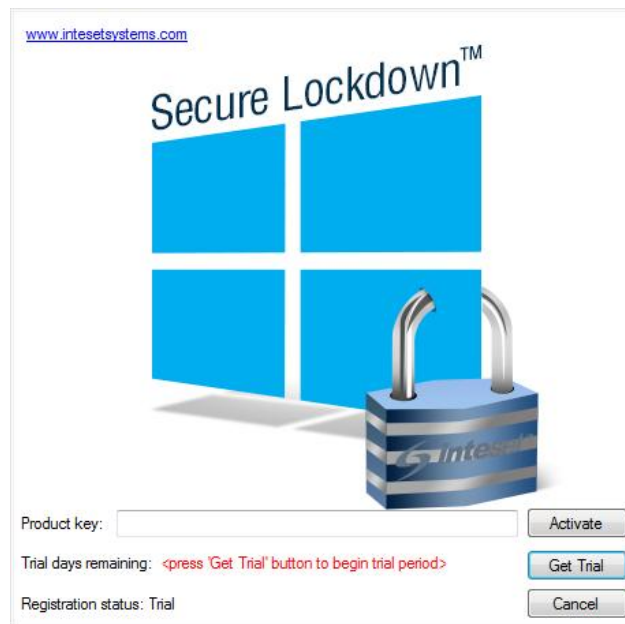 www.intesetsystems.com
Secure Lockdown™
Inteset
Product key:
Activate
Trial days remaining: <press 'Get Trial' button to begin trial period>
Get Trial
Registration status: Trial
Cancel